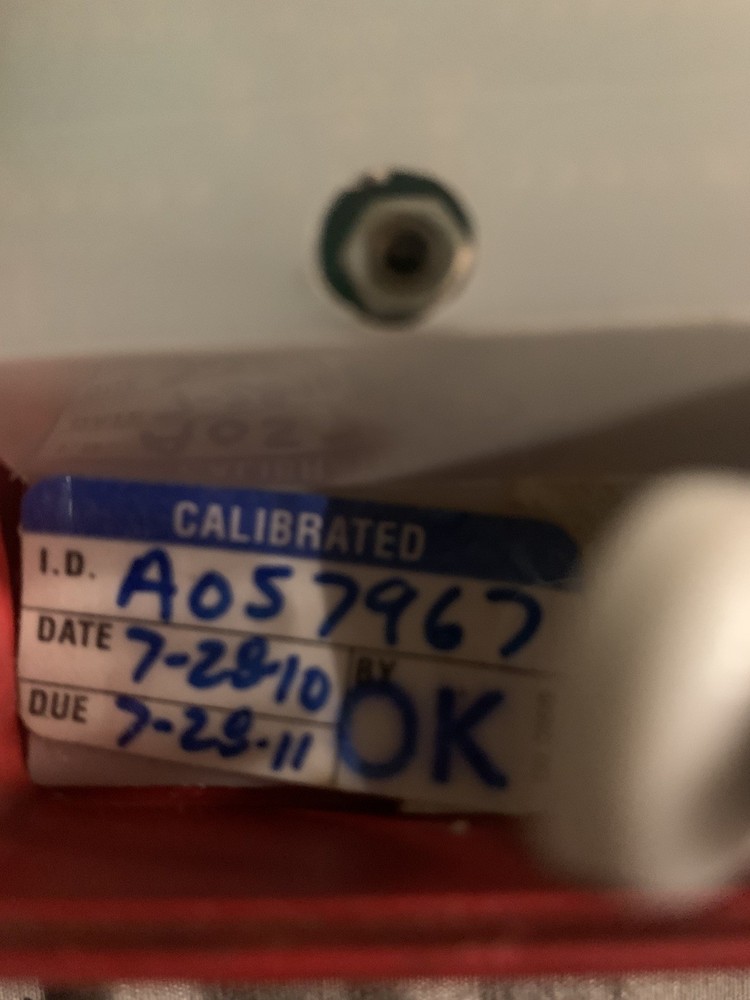 CALIBRATED
I.D. A057967
DATE 7-28-10 BY
DUE 7-28-11 OK